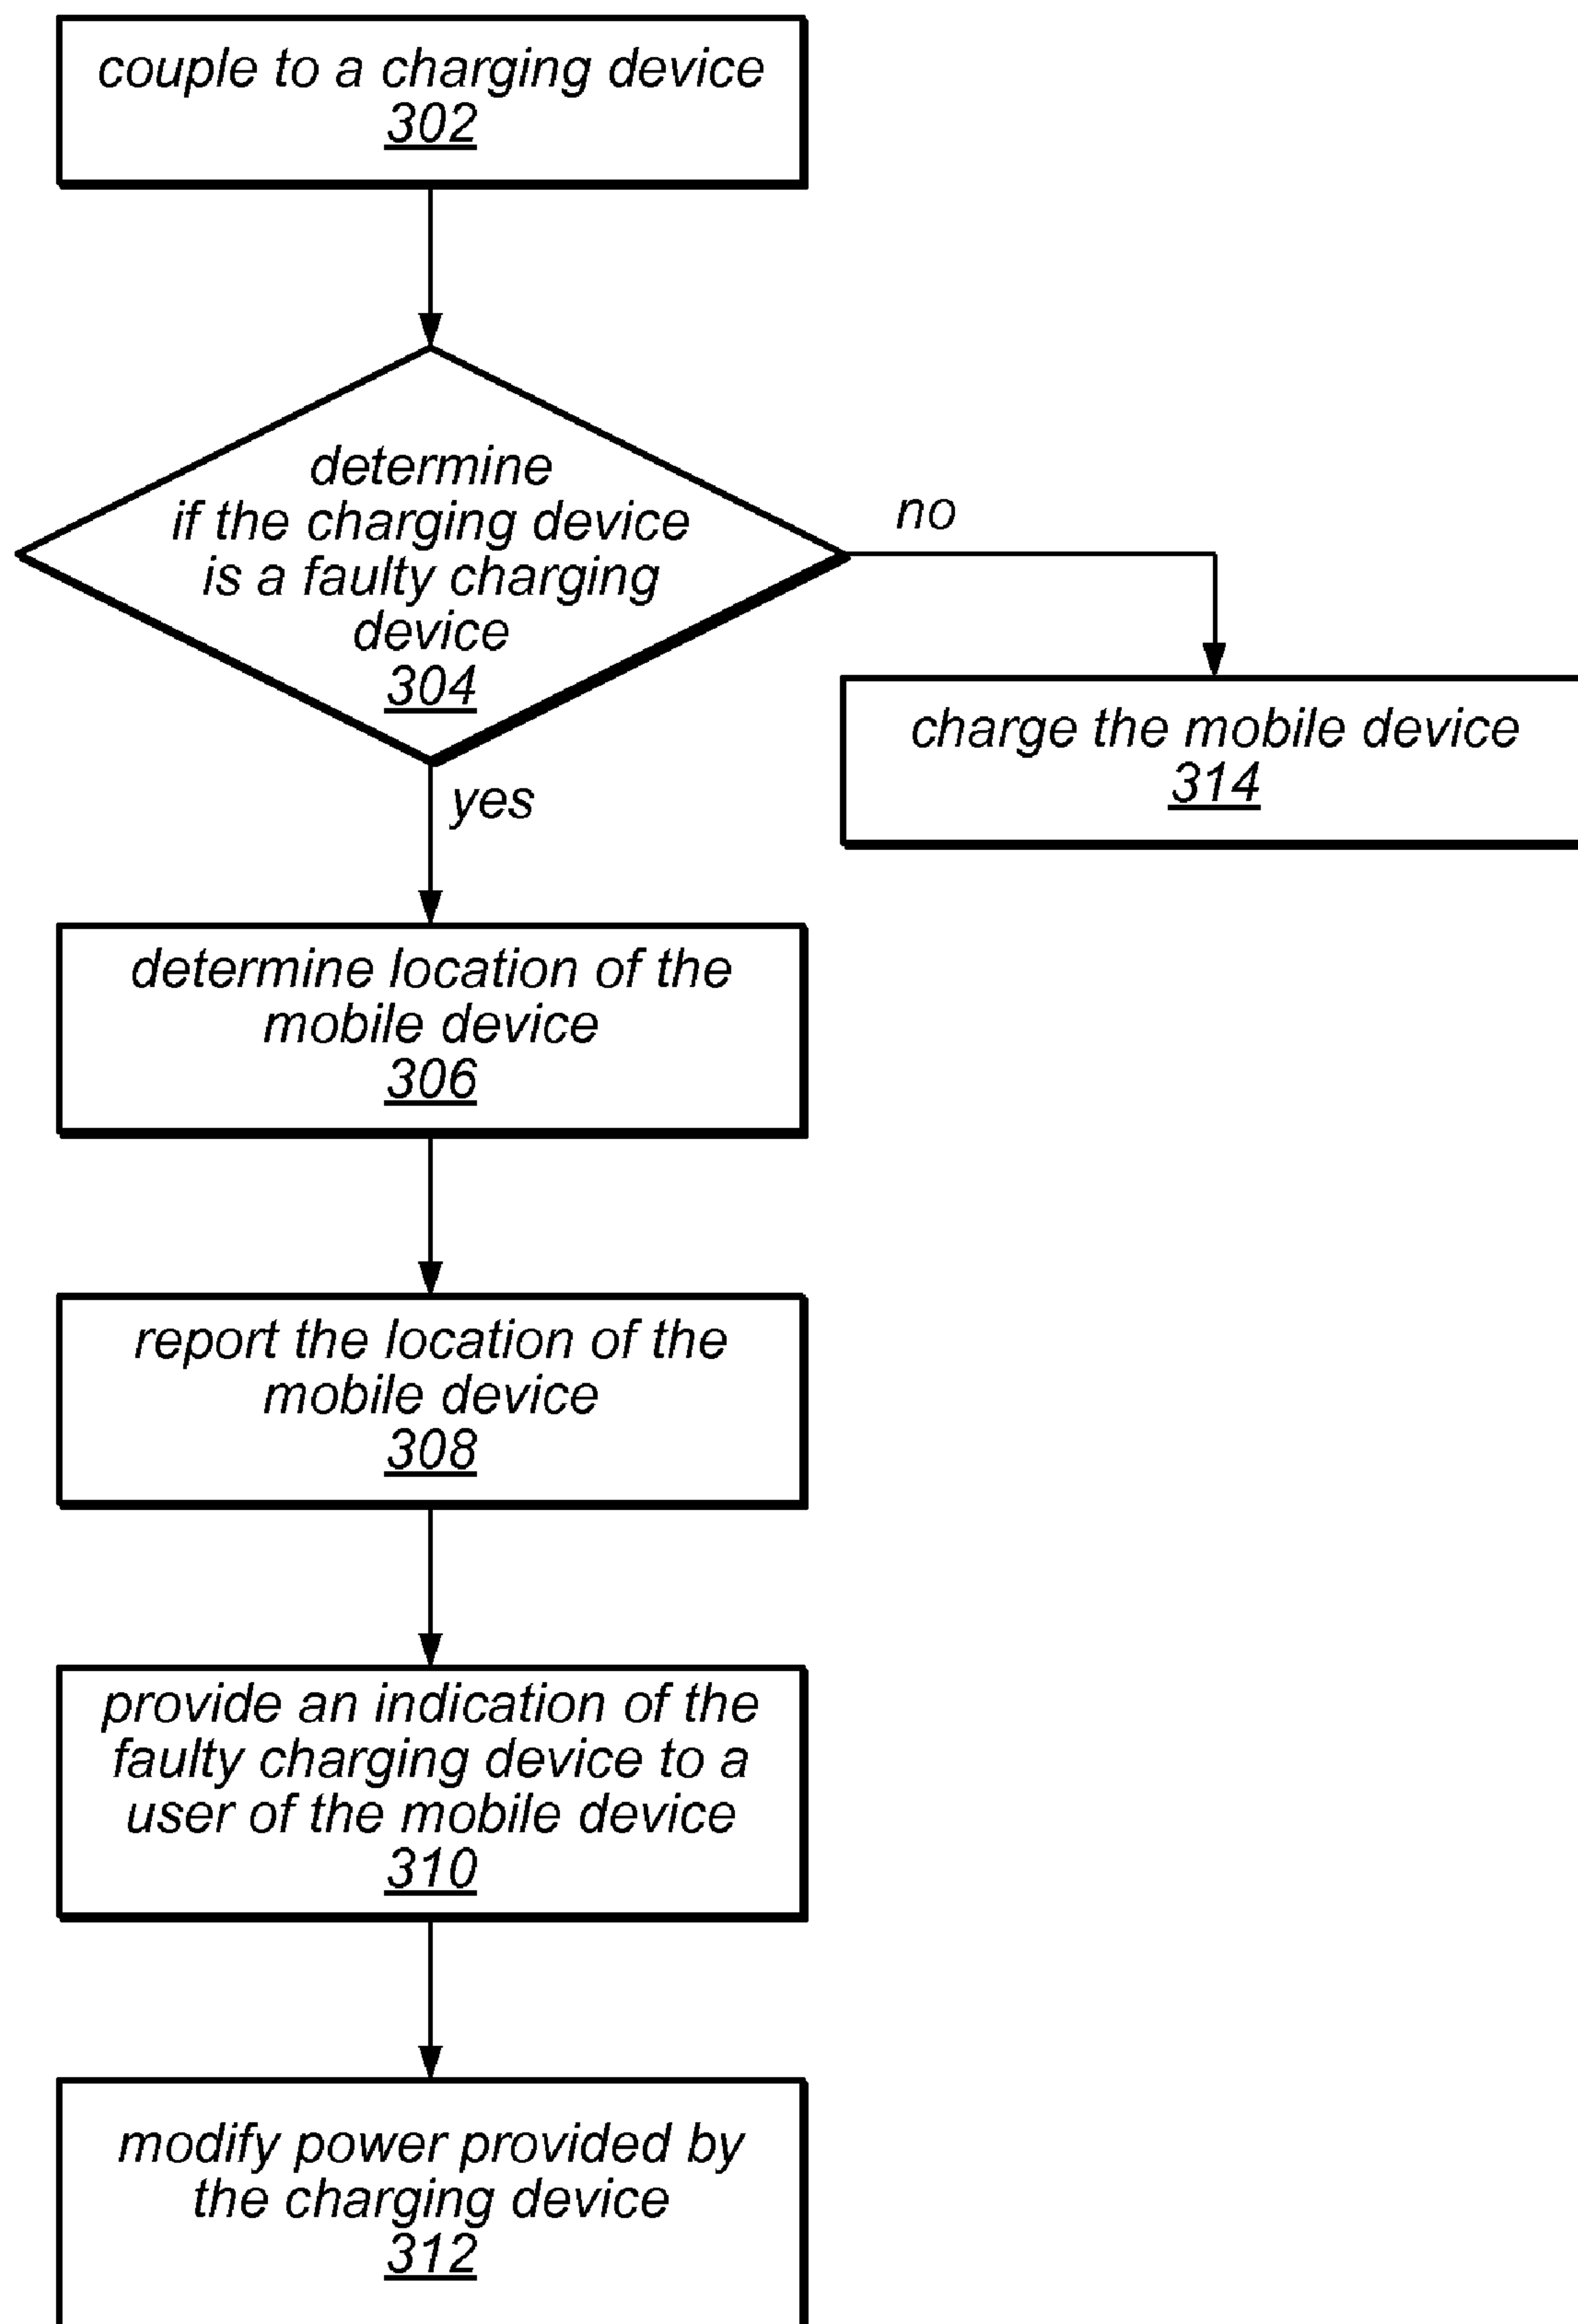 couple to a charging device
302
determine
if the charging device
is a faulty charging
device
304
no
charge the mobile device
314
yes
determine location of the
mobile device
306
report the location of the
mobile device
308
provide an indication of the
faulty charging device to a
user of the mobile device
310
modify power provided by
the charging device
312